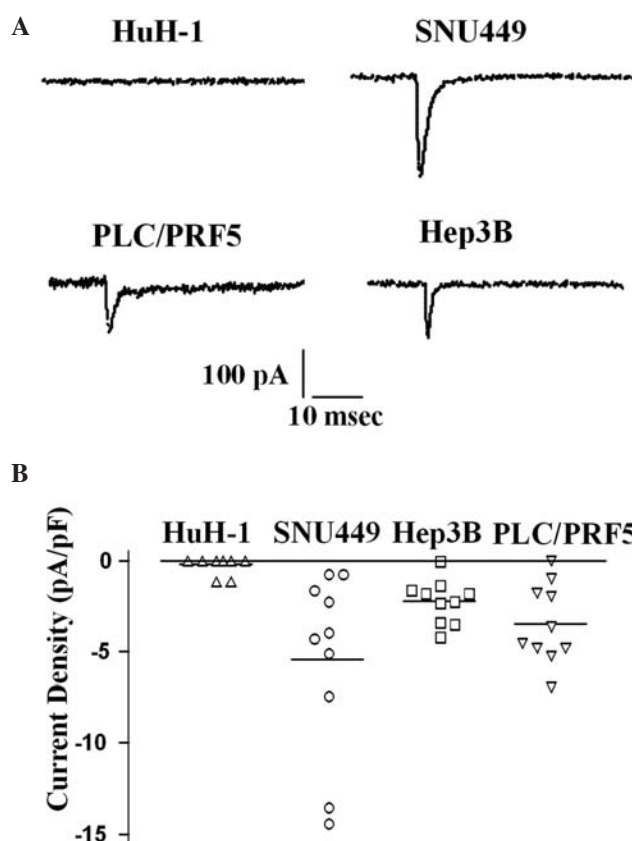 A
HuH-1
SNU449
PLC/PRF5
Hep3B
100 pA
10 msec
B
Current Density (pA/pF)
HuH-1 SNU449 Hep3B PLC/PRF5
0
-5
-10
-15